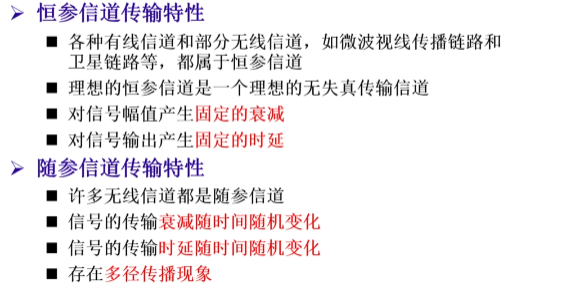 ➢ 恒参信道传输特性
■ 各种有线信道和部分无线信道，如微波视线传播链路和
卫星链路等，都属于恒参信道
■ 理想的恒参信道是一个理想的无失真传输信道
■ 对信号幅值产生固定的衰减
■ 对信号输出产生固定的时延
➢ 随参信道传输特性
■ 许多无线信道都是随参信道
■ 信号的传输衰减随时间随机变化
■ 信号的传输时延随时间随机变化
■ 存在多径传播现象